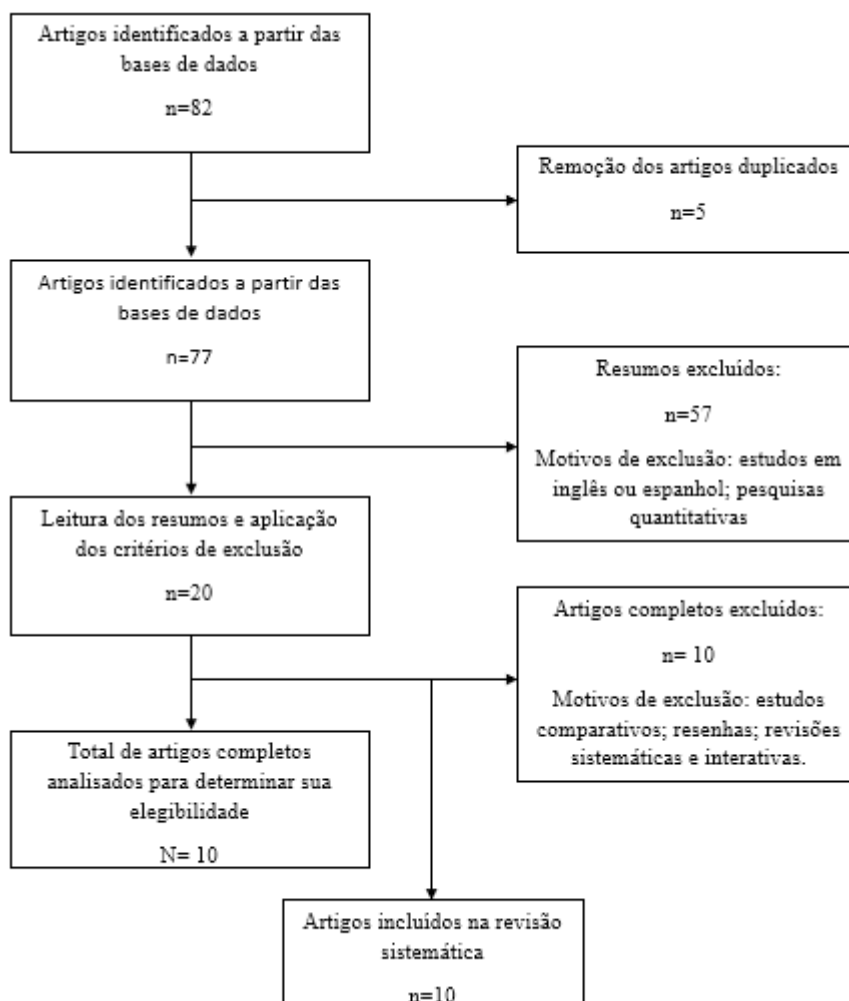 Artigos identificados a partir das
bases de dados
n=82
Remoção dos artigos duplicados
n=5
Artigos identificados a partir das
bases de dados
n=77
Resumos excluídos:
n=57
Motivos de exclusão: estudos em
inglês ou espanhol; pesquisas
quantitativas
Leitura dos resumos e aplicação
dos critérios de exclusão
n=20
Artigos completos excluídos:
n= 10
Motivos de exclusão: estudos
comparativos; resenhas; revisões
sistemáticas e interativas.
Total de artigos completos
analisados para determinar sua
elegibilidade
N= 10
Artigos incluídos na revisão
sistemática
n=10